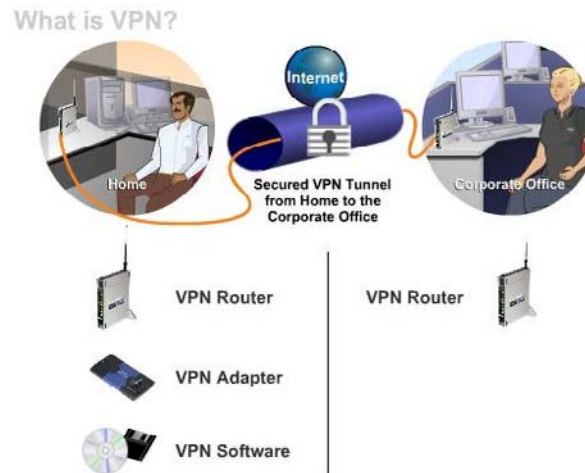 What is VPN?
Internet
Home
Secured VPN Tunnel
from Home to the
Corporate Office
Corporate Office
VPN Router
VPN Router
VPN Adapter
VPN Software